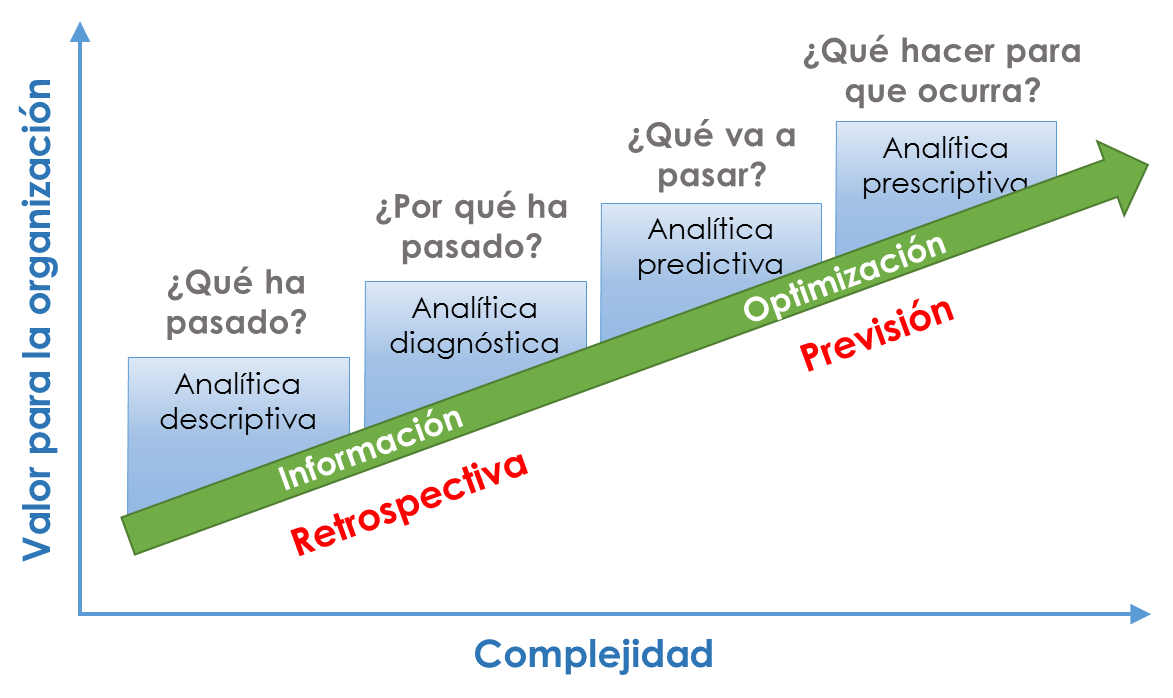 Valor para la organización
¿Qué ha
pasado?
Analítica
descriptiva
¿Por qué ha
pasado?
Analítica
diagnóstica
¿Qué va a
pasar?
Analítica
predictiva
¿Qué hacer para
que ocurra?
Analítica
prescriptiva
Información
Optimización
Retrospectiva
Previsión
Complejidad